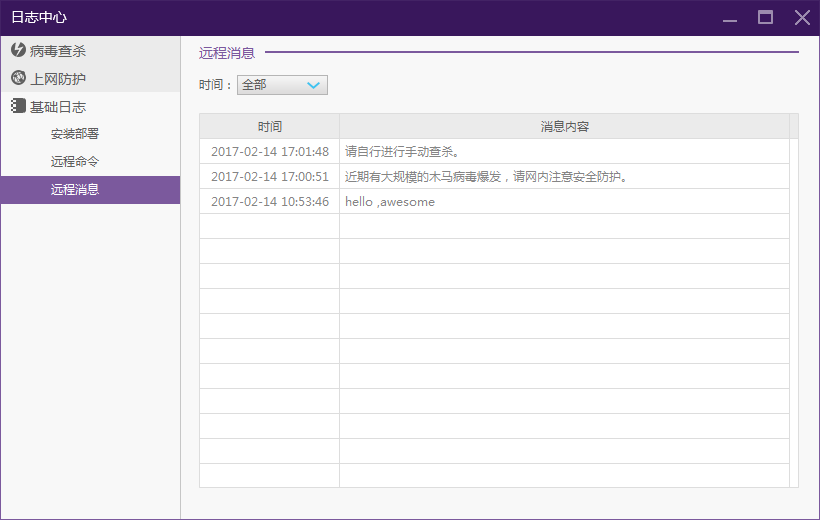 日志中心
病毒查杀
上网防护
基础日志
安装部署
远程命令
远程消息
远程消息
时间：全部
时间 消息内容
2017-02-14 17:01:48 请自行进行手动查杀。
2017-02-14 17:00:51 近期有大规模的木马病毒爆发，请网内注意安全防护。
2017-02-14 10:53:46 hello ,awesome